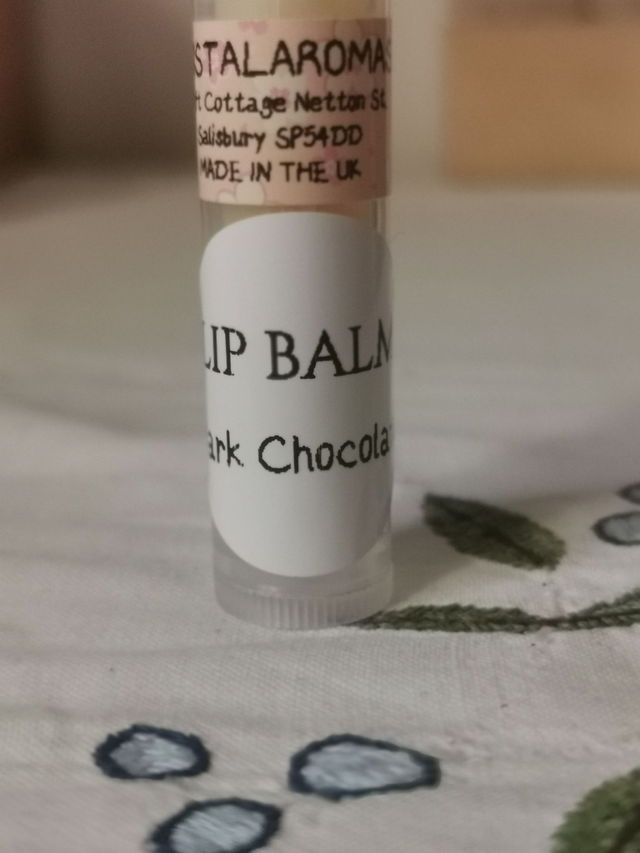 STALAROMAS
t Cottage Netton St
Salisbury SP54DD
MADE IN THE UK
LIP BALM
ark Chocola